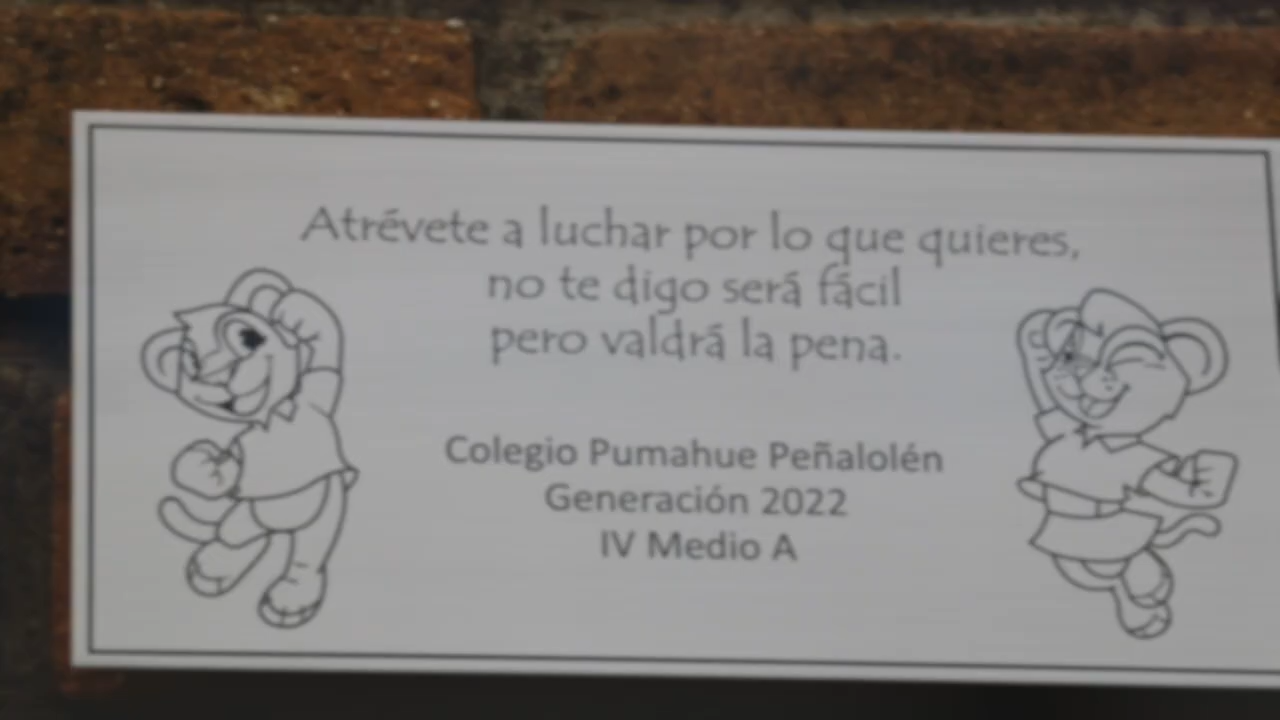 Atrévete a luchar por lo que quieres,
no te digo será fácil
pero valdrá la pena.
Colegio Pumahue Peñalolén
Generación 2022
IV Medio A